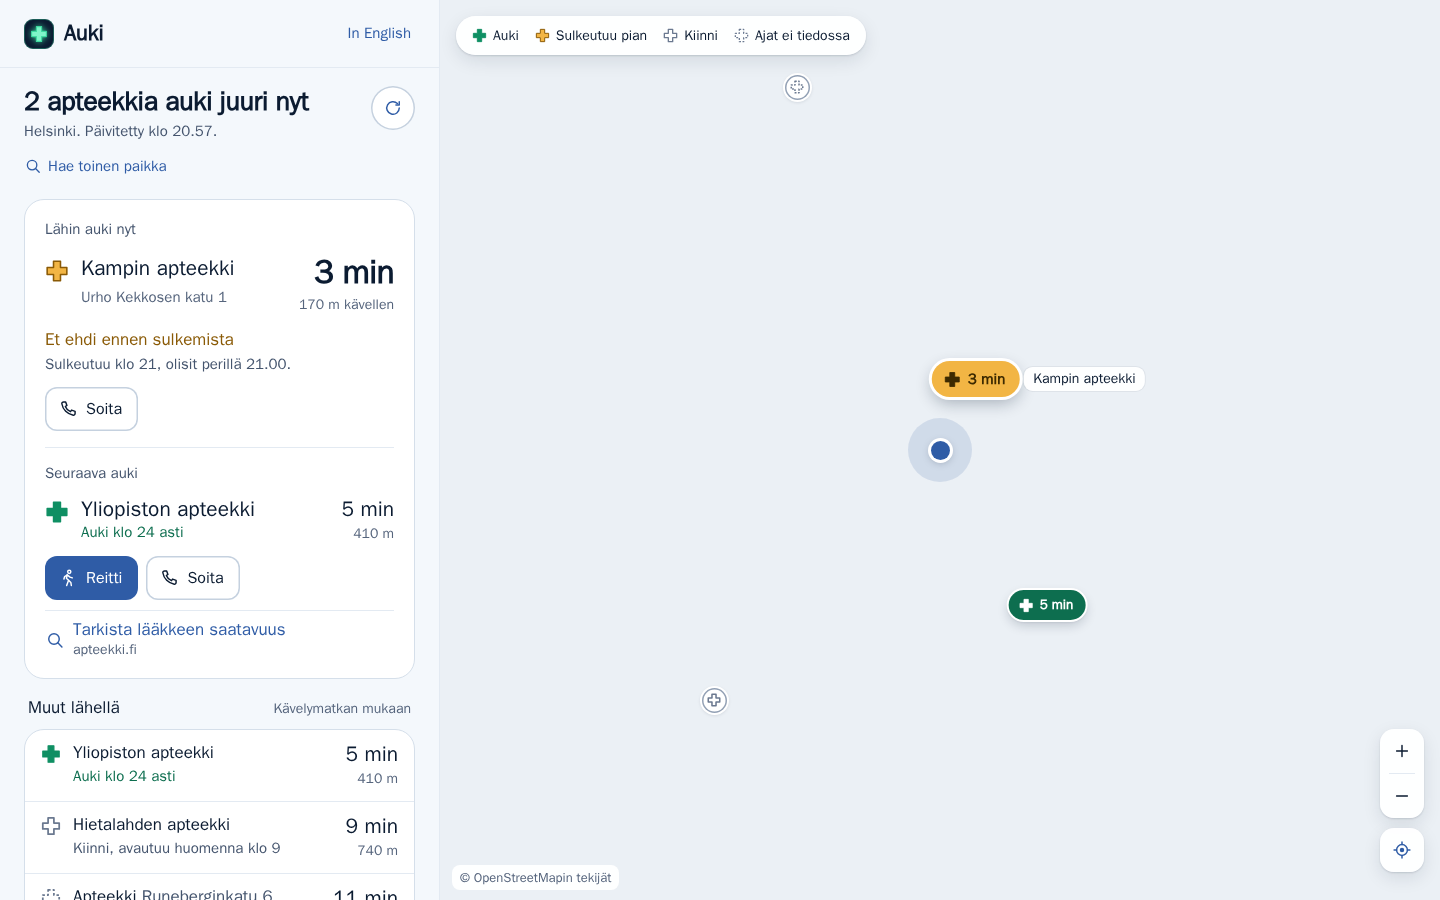 Auki
In English
2 apteekkia auki juuri nyt
Helsinki. Päivitetty klo 20.57.
Hae toinen paikka
Lähin auki nyt
Kampin apteekki
3 min
Urho Kekkosen katu 1
170 m kävellen
Et ehdi ennen sulkemista
Sulkeutuu klo 21, olisit perillä 21.00.
Soita
Seuraava auki
Yliopiston apteekki
5 min
Auki klo 24 asti
410 m
Reitti
Soita
Tarkista lääkkeen saatavuus
apteekki.fi
Muut lähellä
Kävelymatkan mukaan
Yliopiston apteekki
5 min
Auki klo 24 asti
410 m
Hietalahden apteekki
9 min
Kiinni, avautuu huomenna klo 9
740 m
Apteekki Runeberginkatu 6
11 min
Auki
Sulkeutuu pian
Kiinni
Ajat ei tiedossa
3 min
Kampin apteekki
5 min
© OpenStreetMapin tekijät